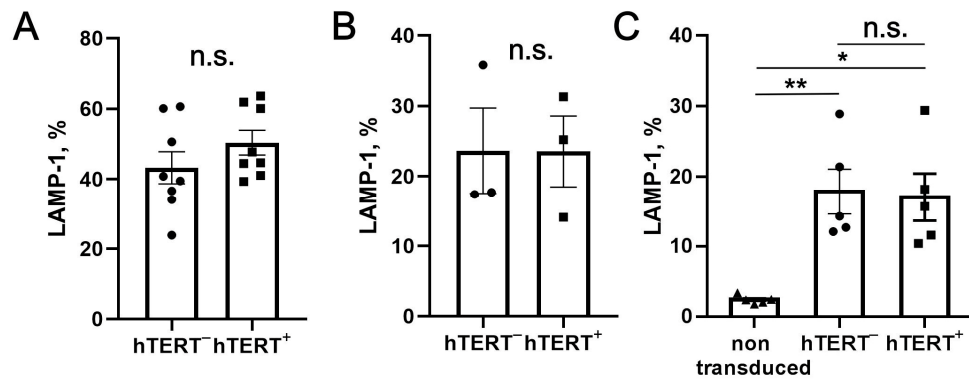 A
LAMP-1, %
80
60
40
20
0
n.s.
hTERT⁻ hTERT⁺
B
LAMP-1, %
40
30
20
10
0
n.s.
hTERT⁻ hTERT⁺
C
LAMP-1, %
40
30
20
10
0
n.s.
*
**
non transduced
hTERT⁻ hTERT⁺